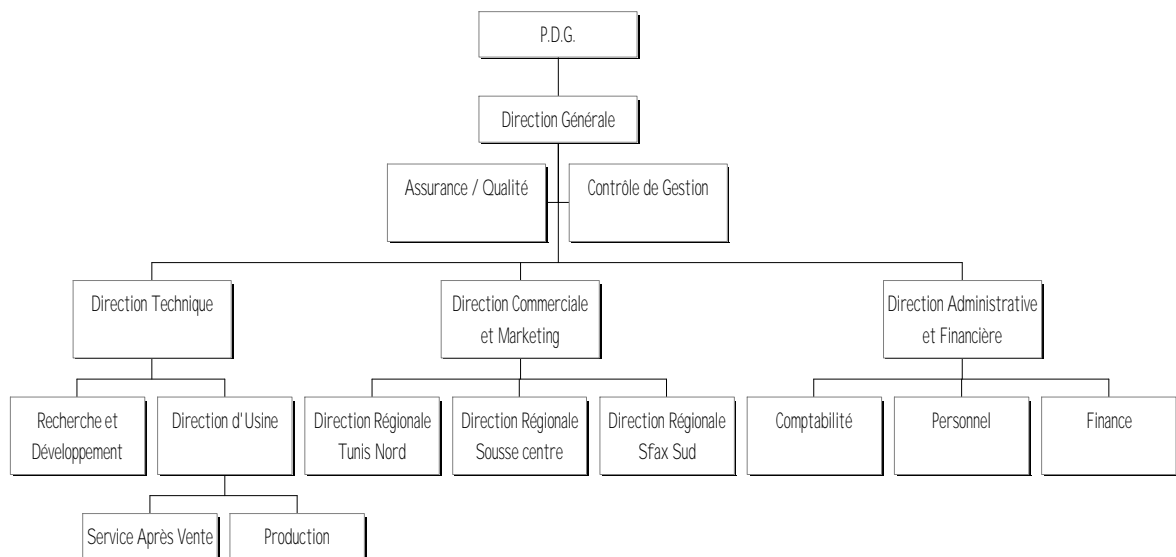 P.D.G.
Direction Générale
Assurance / Qualité
Contrôle de Gestion
Direction Technique
Direction Commerciale
et Marketing
Direction Administrative
et Financière
Recherche et
Développement
Direction d'Usine
Direction Régionale
Tunis Nord
Direction Régionale
Sousse centre
Direction Régionale
Sfax Sud
Comptabilité
Personnel
Finance
Service Après Vente
Production